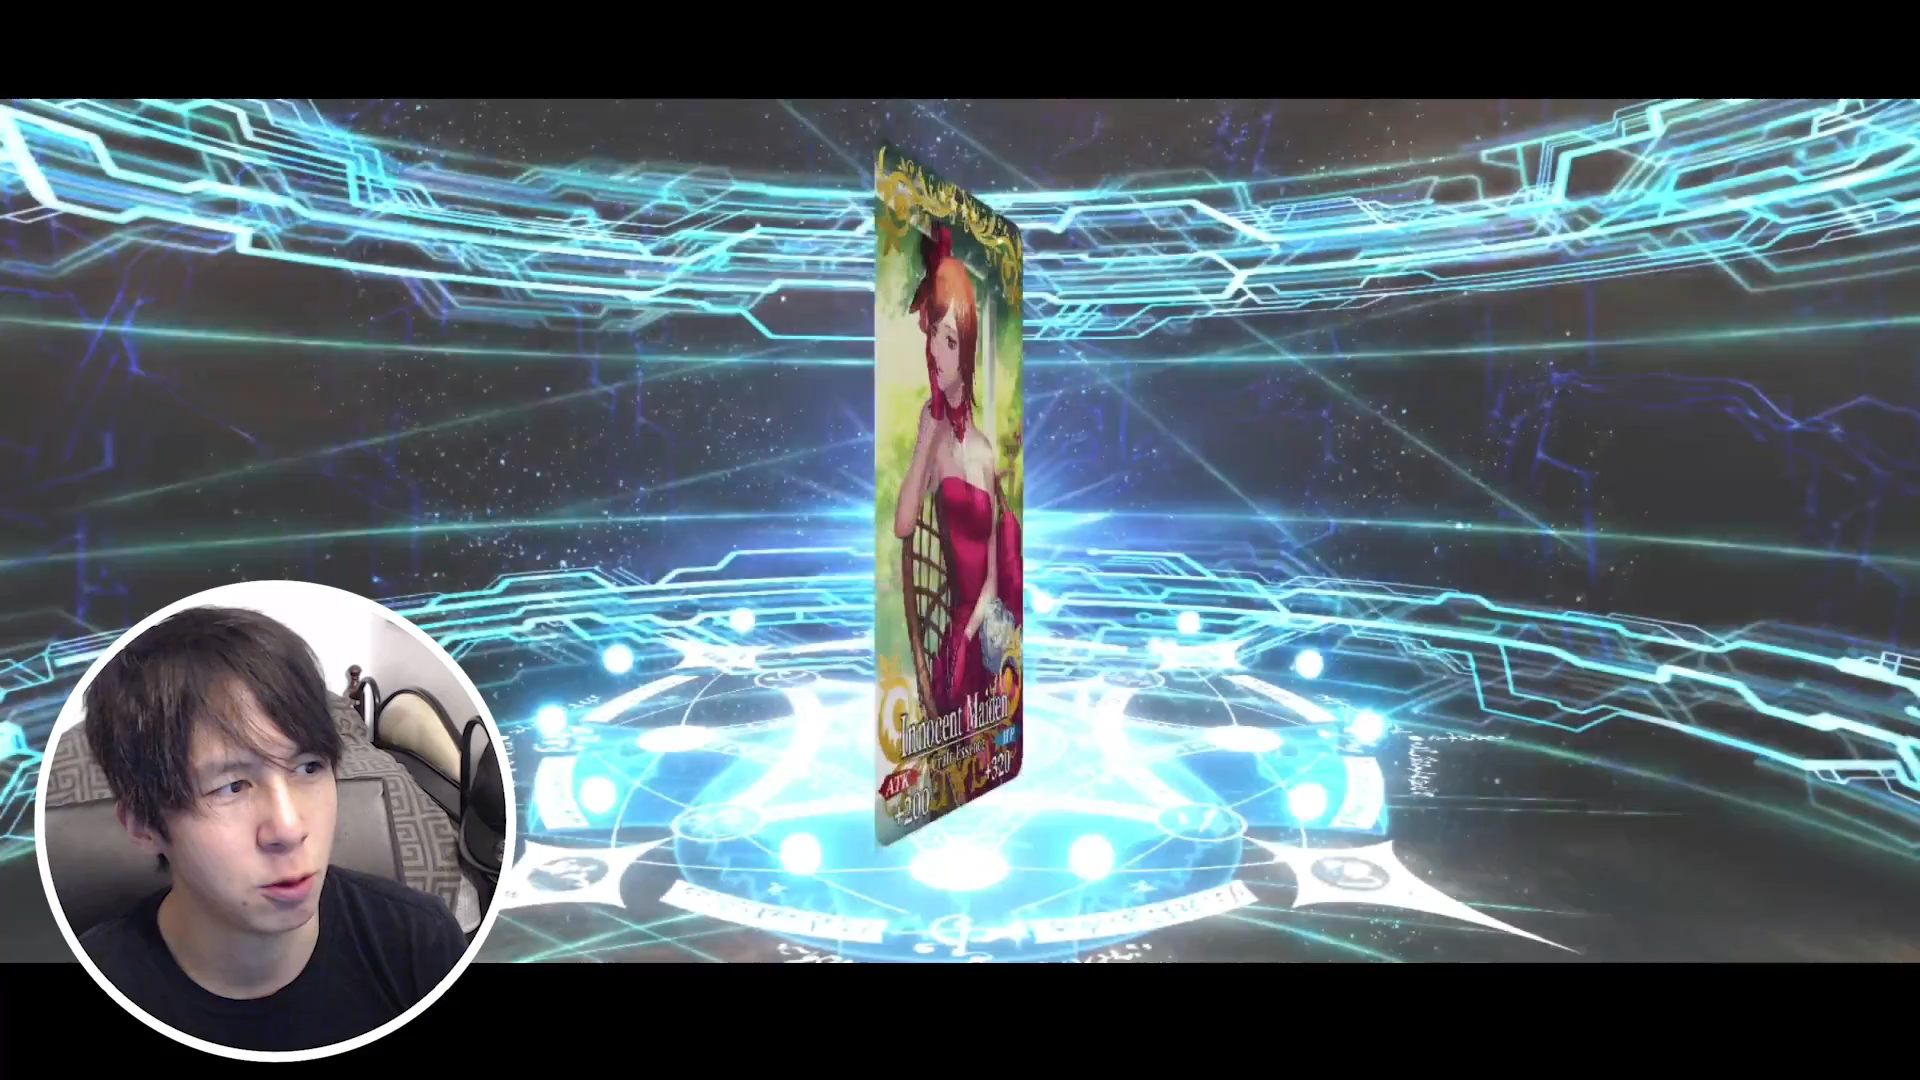 Innocent Maiden
Craft Essence
ATK
HP
+200
+320